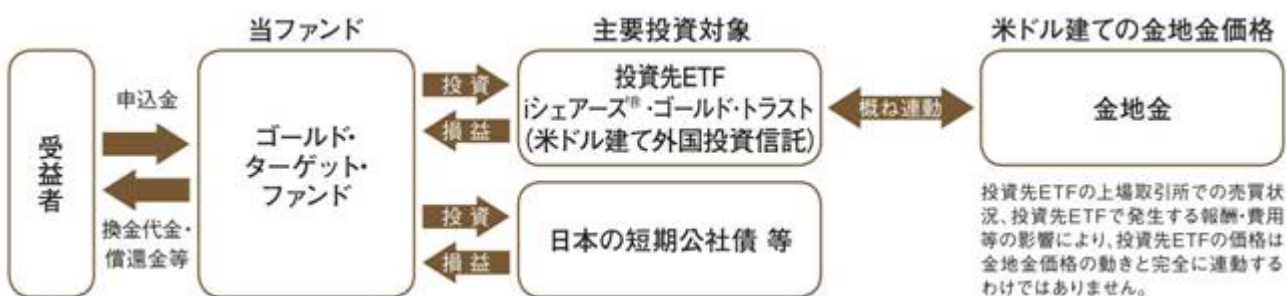 当ファンド
主要投資対象
米ドル建ての金地金価格
受益者
申込金
換金代金・
償還金等
ゴールド・
ターゲット・
ファンド
投資
損益
投資先ETF
iシェアーズ®・ゴールド・トラスト
(米ドル建て外国投資信託)
概ね連動
金地金
投資
損益
日本の短期公社債 等
投資先ETFの上場取引所での売買状
況、投資先ETFで発生する報酬・費用
等の影響により、投資先ETFの価格は
金地金価格の動きと完全に連動する
わけではありません。